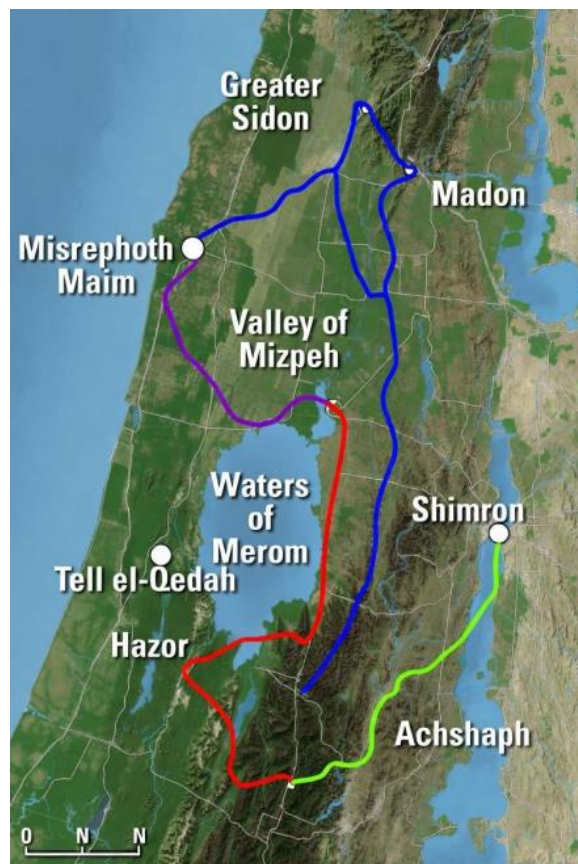 Greater
Sidon
Madon
Misrephoth
Maim
Valley of
Mizpeh
Waters
of
Merom
Shimron
Tell el-Qedah
Hazor
Achshaph
0 N N